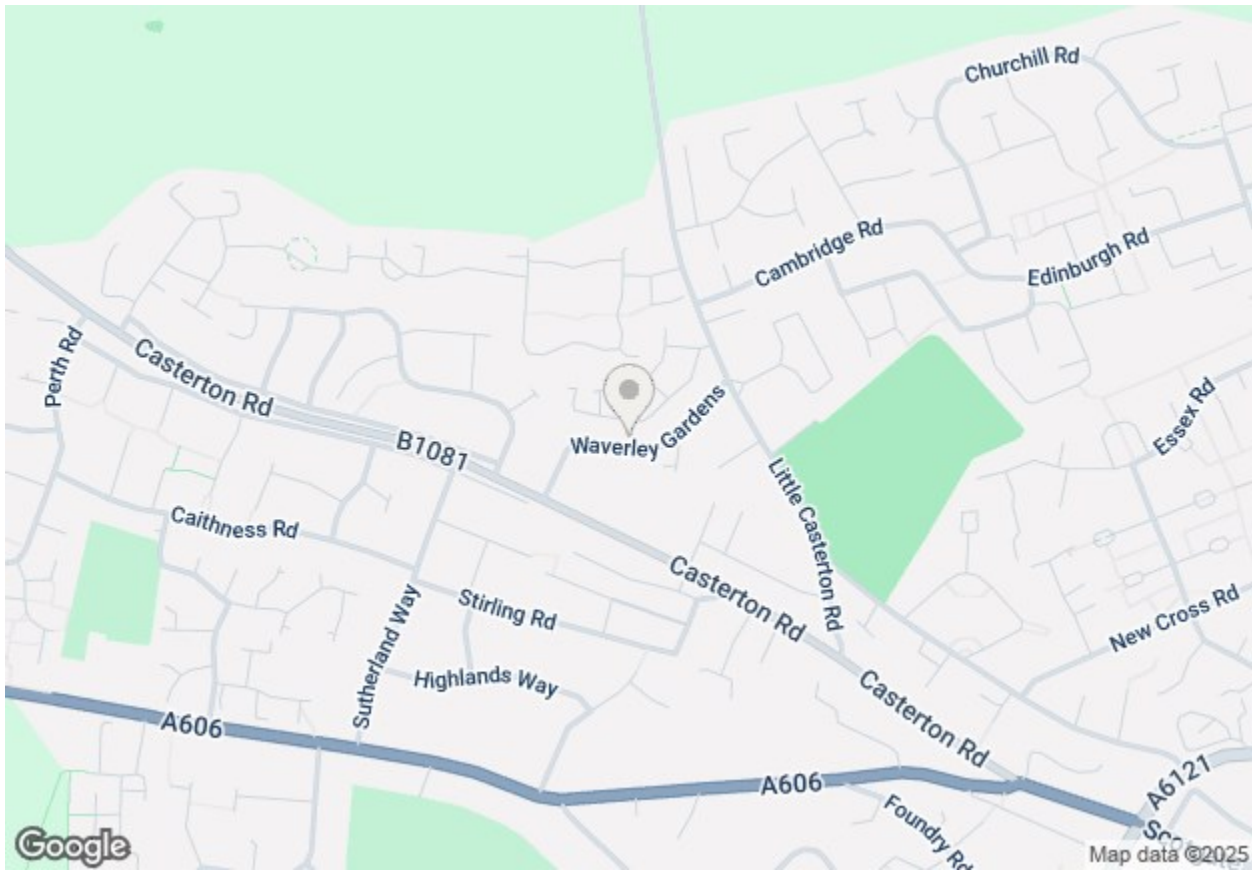 Churchill Rd
Cambridge Rd
Edinburgh Rd
Perth Rd
Casterton Rd
Essex Rd
Waverley Gardens
B1081
Little Casterton Rd
Caithness Rd
Casterton Rd
Stirling Rd
Sutherland Way
New Cross Rd
Highlands Way
Casterton Rd
A606
A606
A6121
Foundry Rd
Google
Map data ©2025